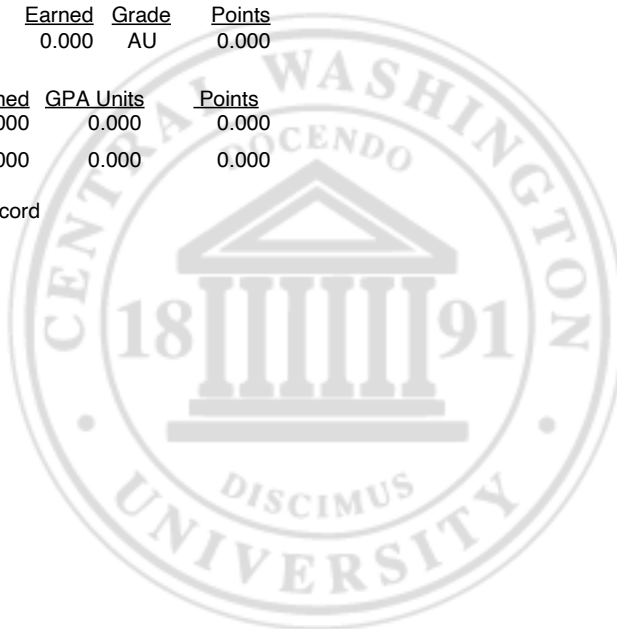 Earned Grade Points
0.000 AU 0.000
GPA Units Points
0.000 0.000
0.000 0.000
CENTRAL WASHINGTON
DOCENDO
18 91
DISCIMUS
UNIVERSITY